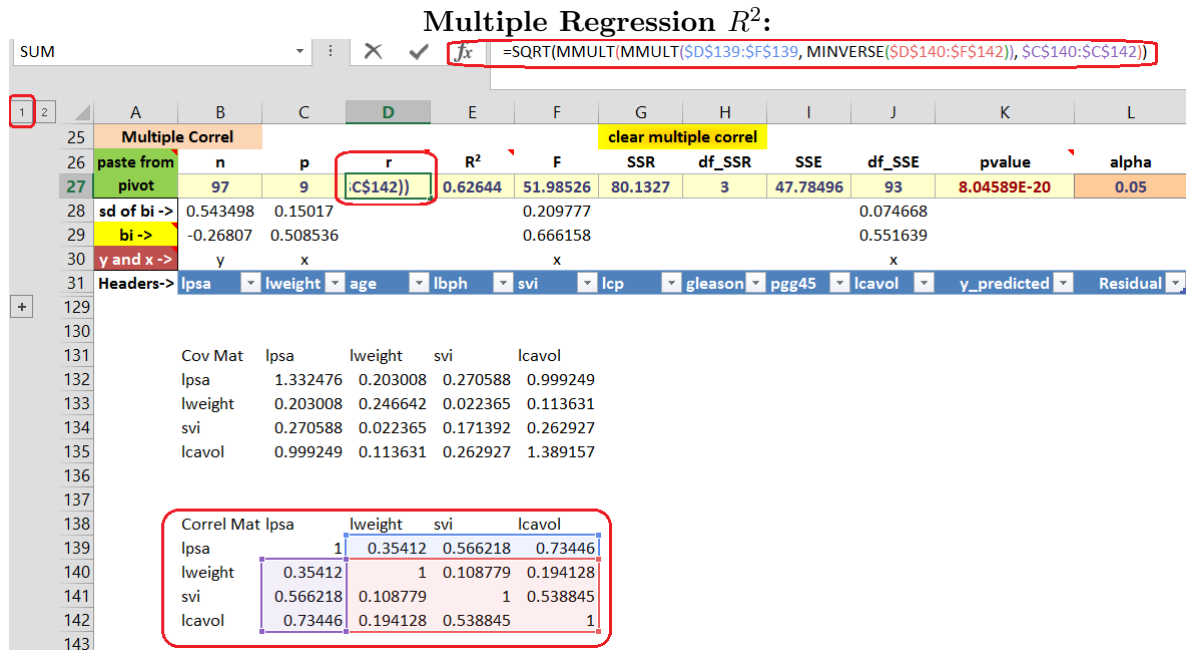 Multiple Regression R²:
SUM fx =SQRT(MMULT(MMULT($D$139:$F$139, MINVERSE($D$140:$F$142)), $C$140:$C$142))
1 2 A B C D E F G H I J K L
25 Multiple Correl clear multiple correl
26 paste from n p r R² F SSR df_SSR SSE df_SSE pvalue alpha
27 pivot 97 9 C$142)) 0.62644 51.98526 80.1327 3 47.78496 93 8.04589E-20 0.05
28 sd of bi -> 0.543498 0.15017 0.209777 0.074668
29 bi -> -0.26807 0.508536 0.666158 0.551639
30 y and x -> y x x x
31 Headers-> lpsa lweight age lbph svi lcp gleason pgg45 lcavol y_predicted Residual
+ 129
130
131 Cov Mat lpsa lweight svi lcavol
132 lpsa 1.332476 0.203008 0.270588 0.999249
133 lweight 0.203008 0.246642 0.022365 0.113631
134 svi 0.270588 0.022365 0.171392 0.262927
135 lcavol 0.999249 0.113631 0.262927 1.389157
136
137
138 Correl Mat lpsa lweight svi lcavol
139 lpsa 1 0.35412 0.566218 0.73446
140 lweight 0.35412 1 0.108779 0.194128
141 svi 0.566218 0.108779 1 0.538845
142 lcavol 0.73446 0.194128 0.538845 1
143